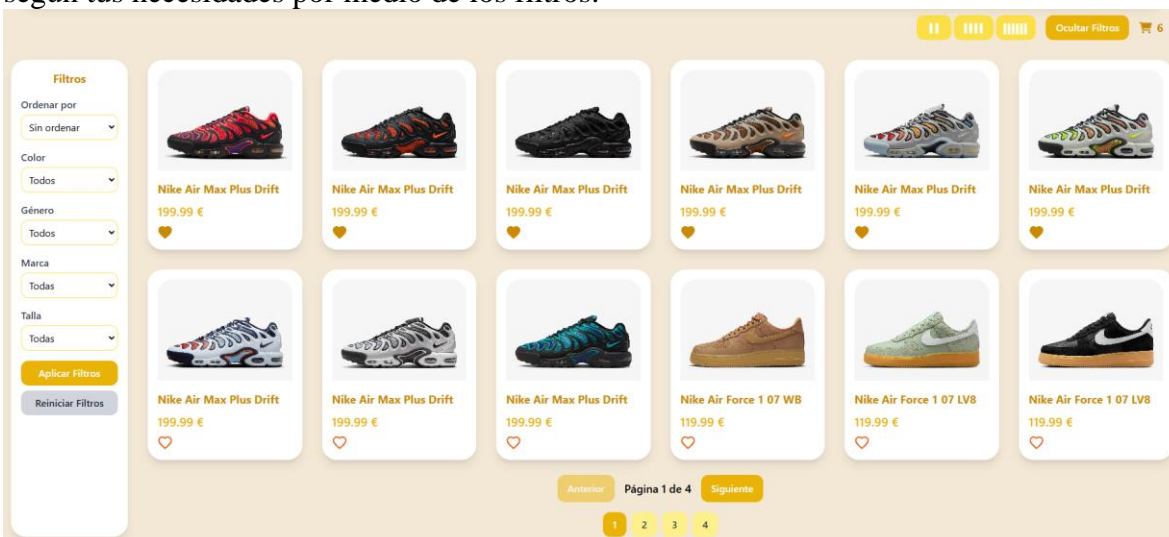 según tus necesidades por medio de los filtros.
Ocultar Filtros 6
Filtros
Ordenar por
Sin ordenar
Color
Todos
Género
Todos
Marca
Todas
Talla
Todas
Aplicar Filtros
Reiniciar Filtros
Nike Air Max Plus Drift
199.99 €
Nike Air Max Plus Drift
199.99 €
Nike Air Max Plus Drift
199.99 €
Nike Air Max Plus Drift
199.99 €
Nike Air Max Plus Drift
199.99 €
Nike Air Max Plus Drift
199.99 €
Nike Air Max Plus Drift
199.99 €
Nike Air Max Plus Drift
199.99 €
Nike Air Max Plus Drift
199.99 €
Nike Air Force 1 07 WB
119.99 €
Nike Air Force 1 07 LV8
119.99 €
Nike Air Force 1 07 LV8
119.99 €
Anterior Página 1 de 4 Siguiente
1 2 3 4